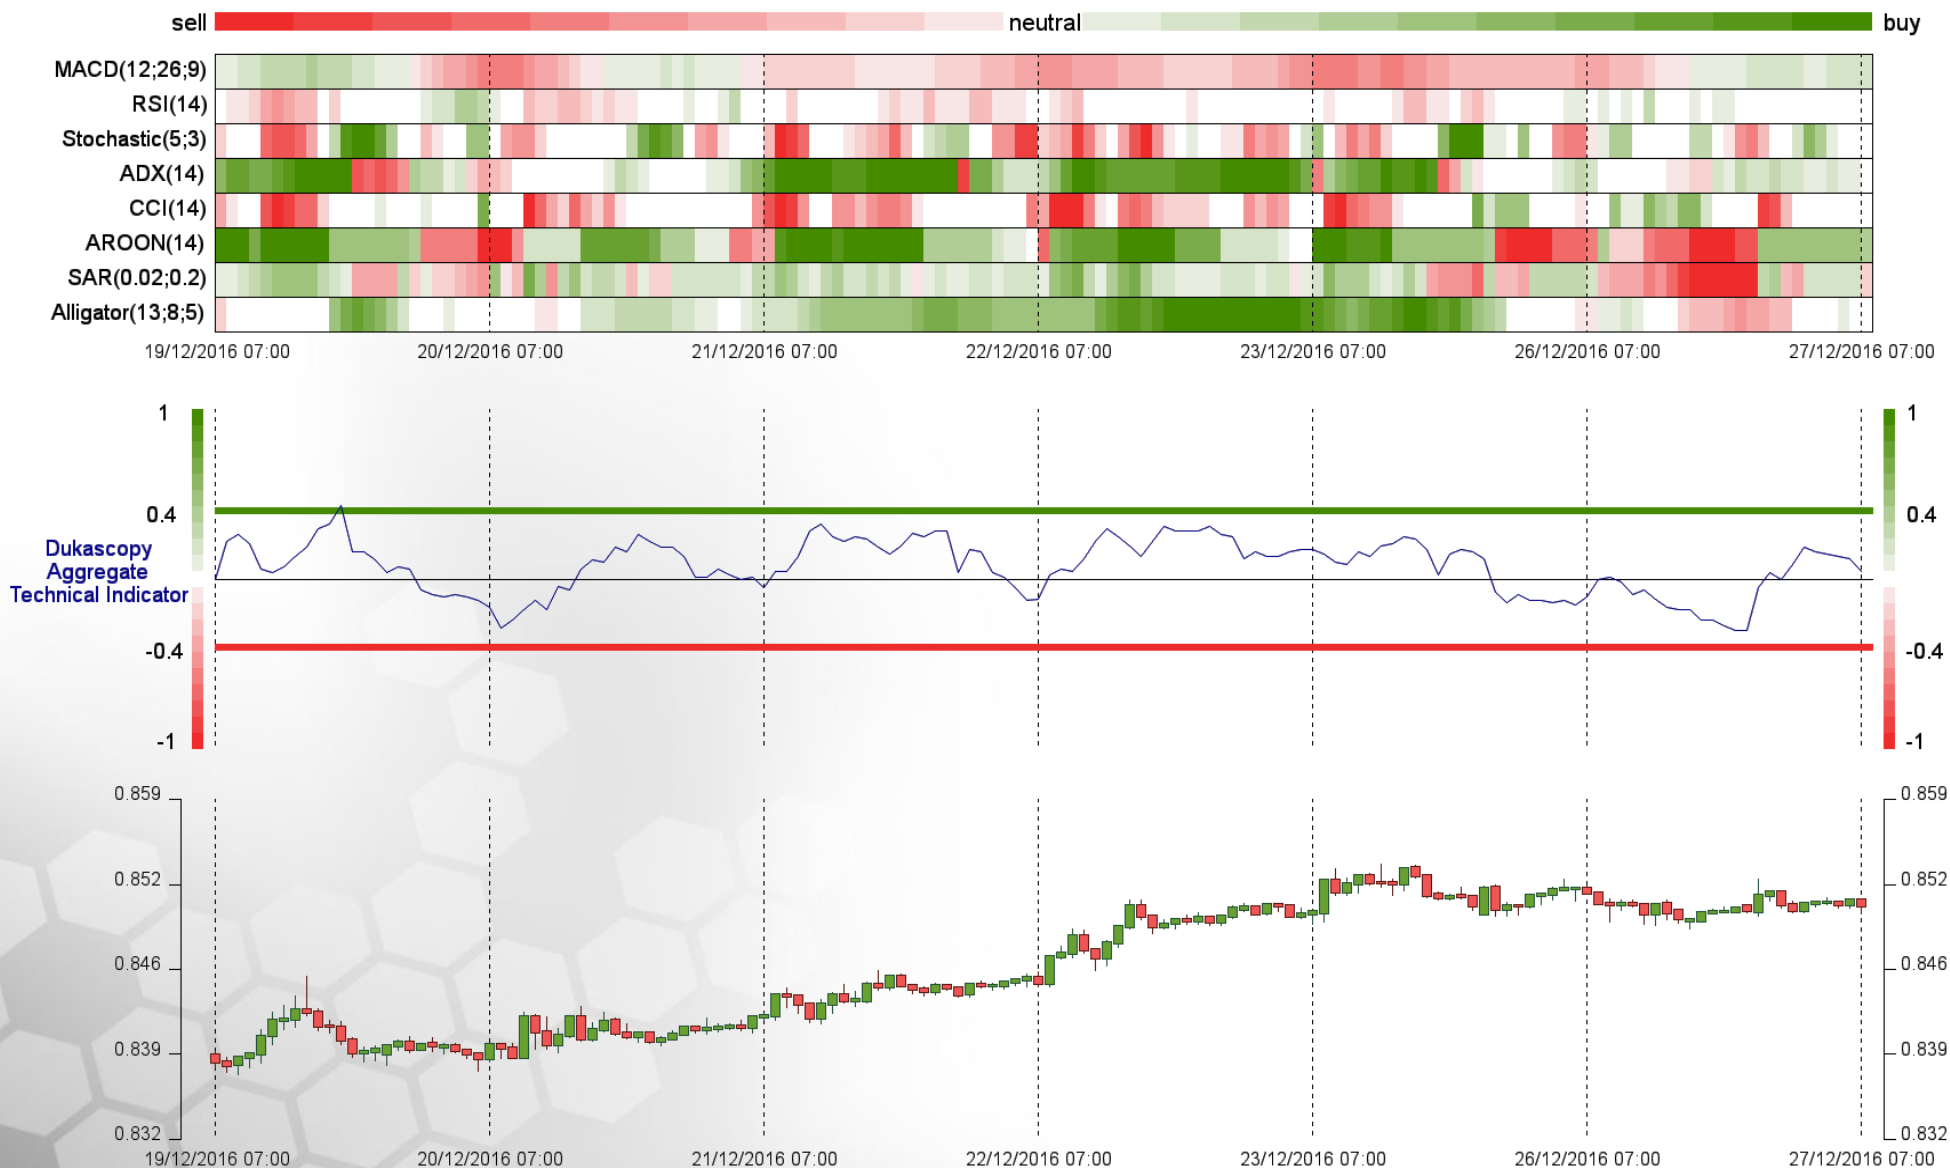 sell neutral buy
MACD(12;26;9)
RSI(14)
Stochastic(5;3)
ADX(14)
CCI(14)
AROON(14)
SAR(0.02;0.2)
Alligator(13;8;5)
19/12/2016 07:00 20/12/2016 07:00 21/12/2016 07:00 22/12/2016 07:00 23/12/2016 07:00 26/12/2016 07:00 27/12/2016 07:00
1 1
0.4 0.4
Dukascopy
Aggregate
Technical Indicator
-0.4 -0.4
-1 -1
0.859 0.859
0.852 0.852
0.846 0.846
0.839 0.839
0.832 0.832
19/12/2016 07:00 20/12/2016 07:00 21/12/2016 07:00 22/12/2016 07:00 23/12/2016 07:00 26/12/2016 07:00 27/12/2016 07:00